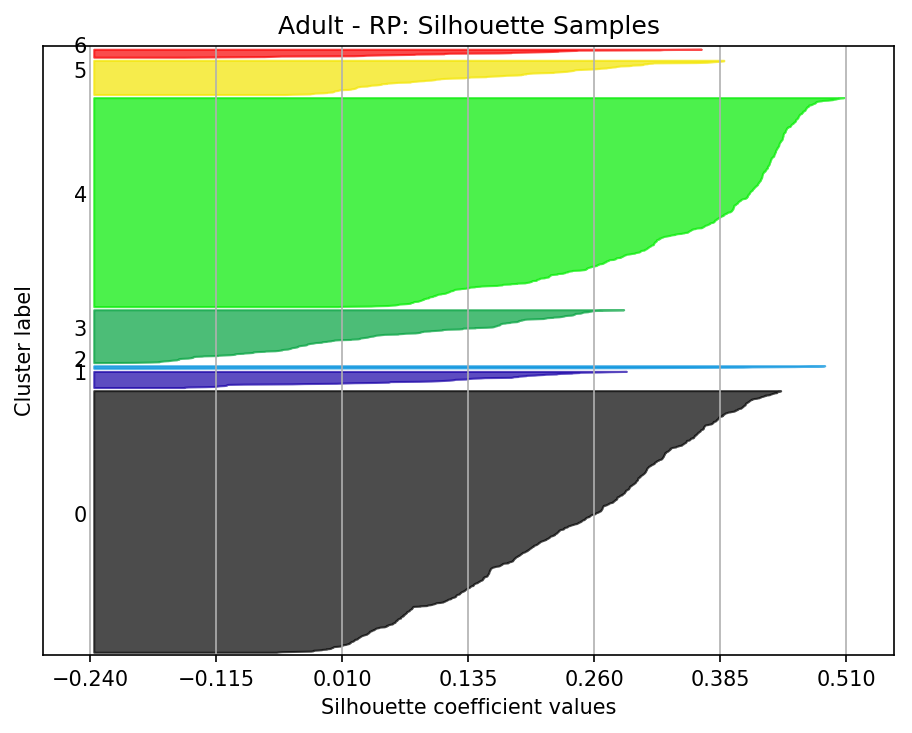 Adult - RP: Silhouette Samples
6
5
4
3
2
1
0
Cluster label
−0.240 −0.115 0.010 0.135 0.260 0.385 0.510
Silhouette coefficient values